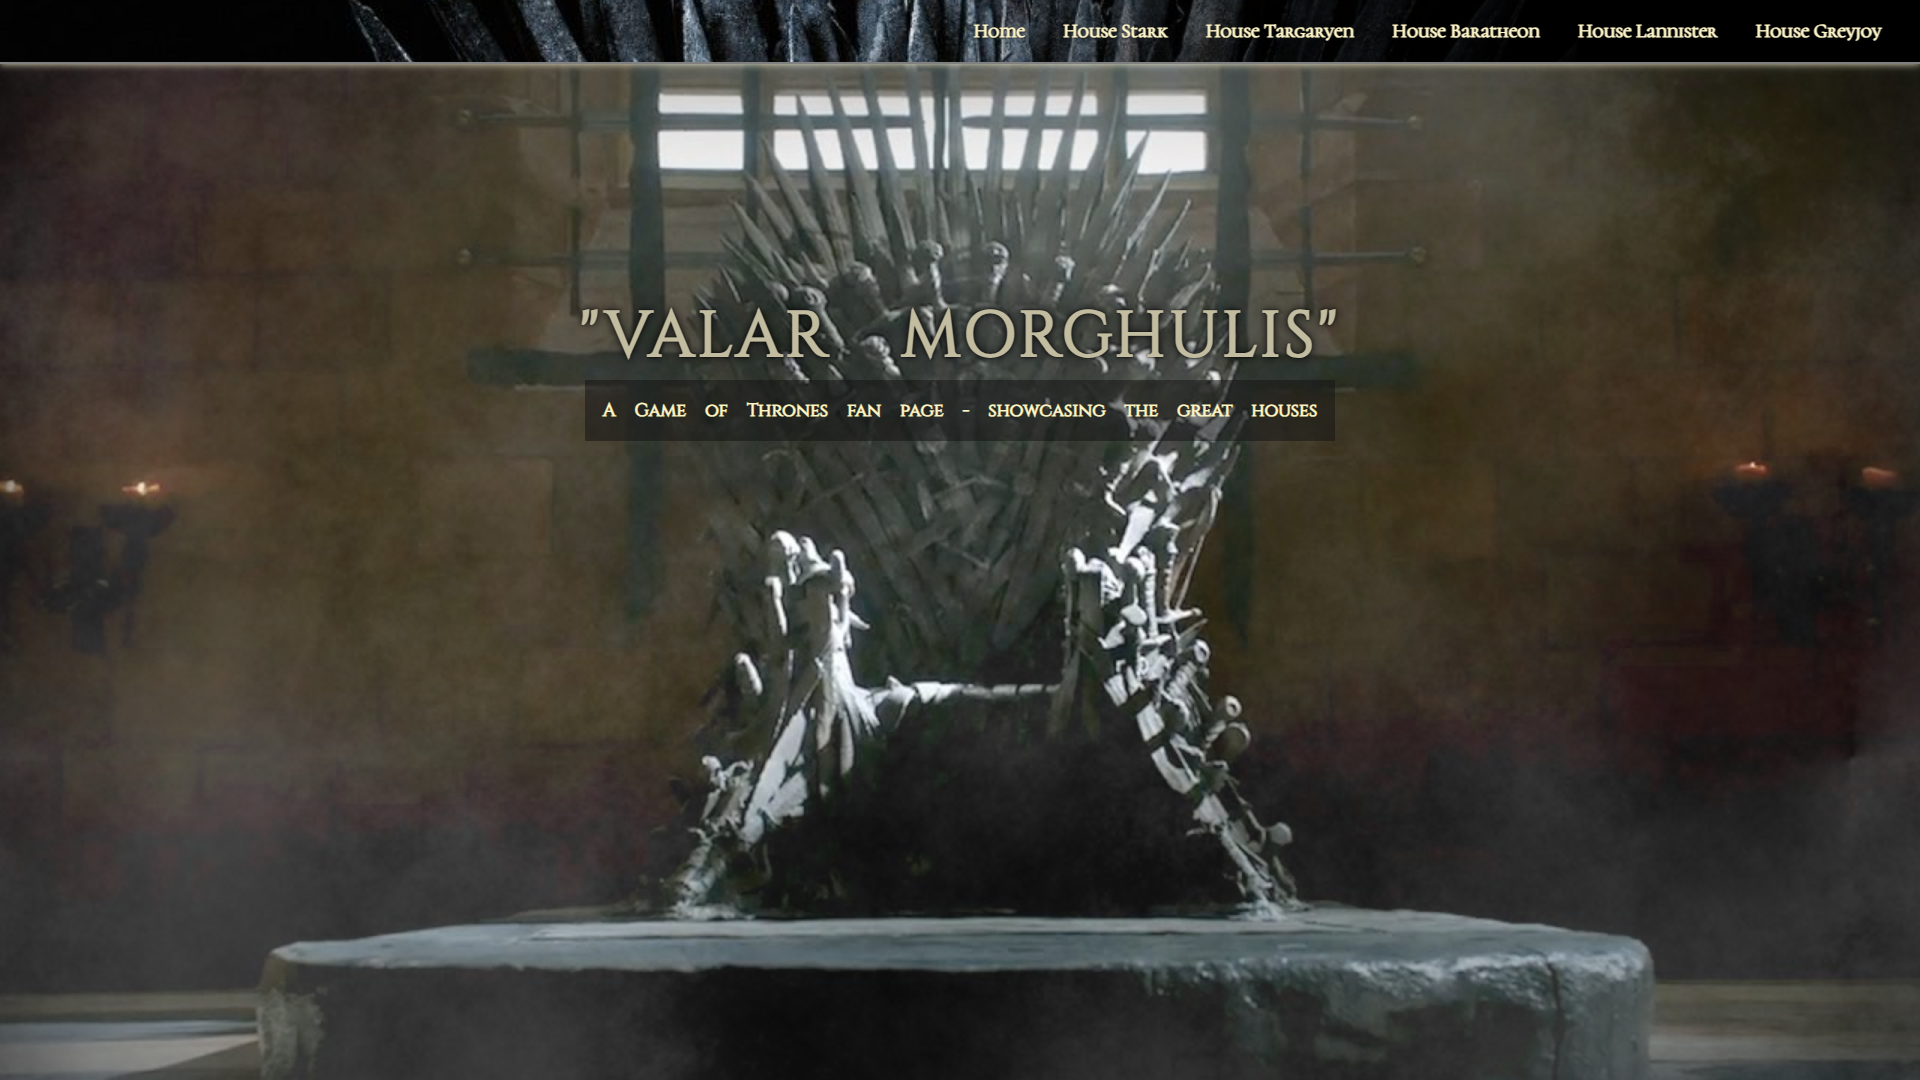 Home House Stark House Targaryen House Baratheon House Lannister House Greyjoy
"VALAR MORGHULIS"
A Game of Thrones fan page - showcasing the great houses